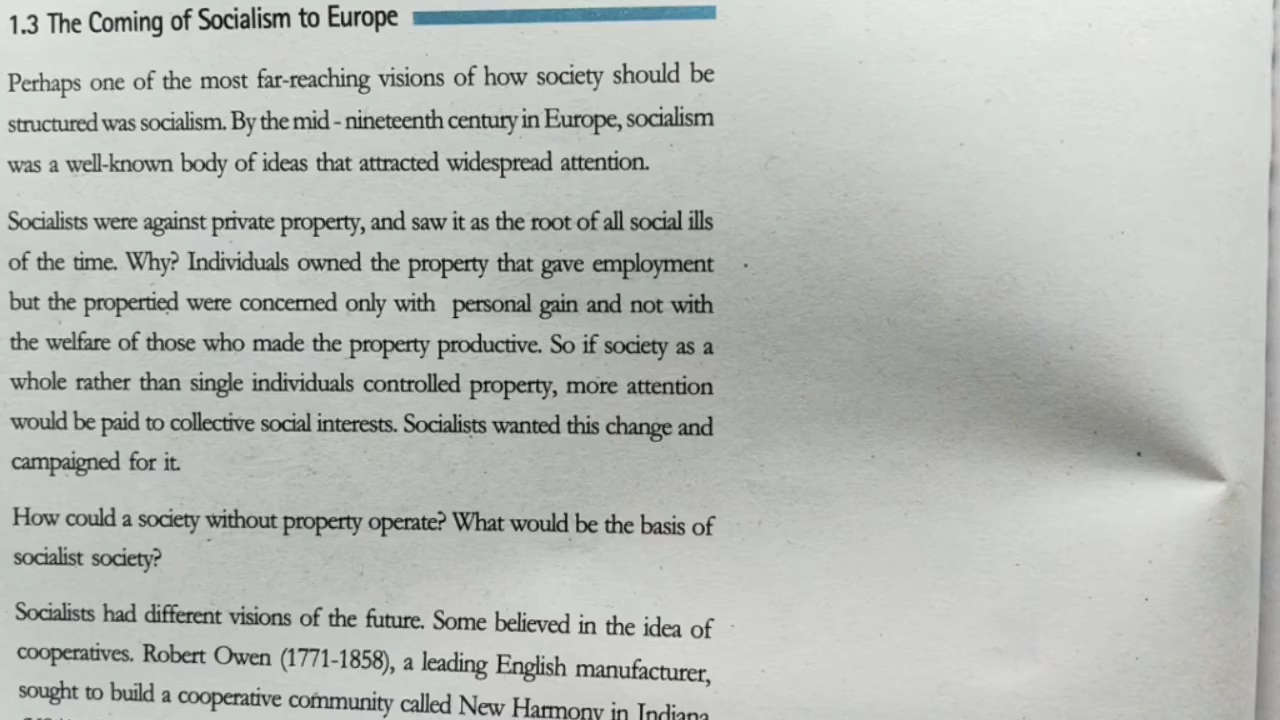 1.3 The Coming of Socialism to Europe
Perhaps one of the most far-reaching visions of how society should be
structured was socialism. By the mid - nineteenth century in Europe, socialism
was a well-known body of ideas that attracted widespread attention.
Socialists were against private property, and saw it as the root of all social ills
of the time. Why? Individuals owned the property that gave employment
but the propertied were concerned only with personal gain and not with
the welfare of those who made the property productive. So if society as a
whole rather than single individuals controlled property, more attention
would be paid to collective social interests. Socialists wanted this change and
campaigned for it.
How could a society without property operate? What would be the basis of
socialist society?
Socialists had different visions of the future. Some believed in the idea of
cooperatives. Robert Owen (1771-1858), a leading English manufacturer,
sought to build a cooperative community called New Harmony in Indiana